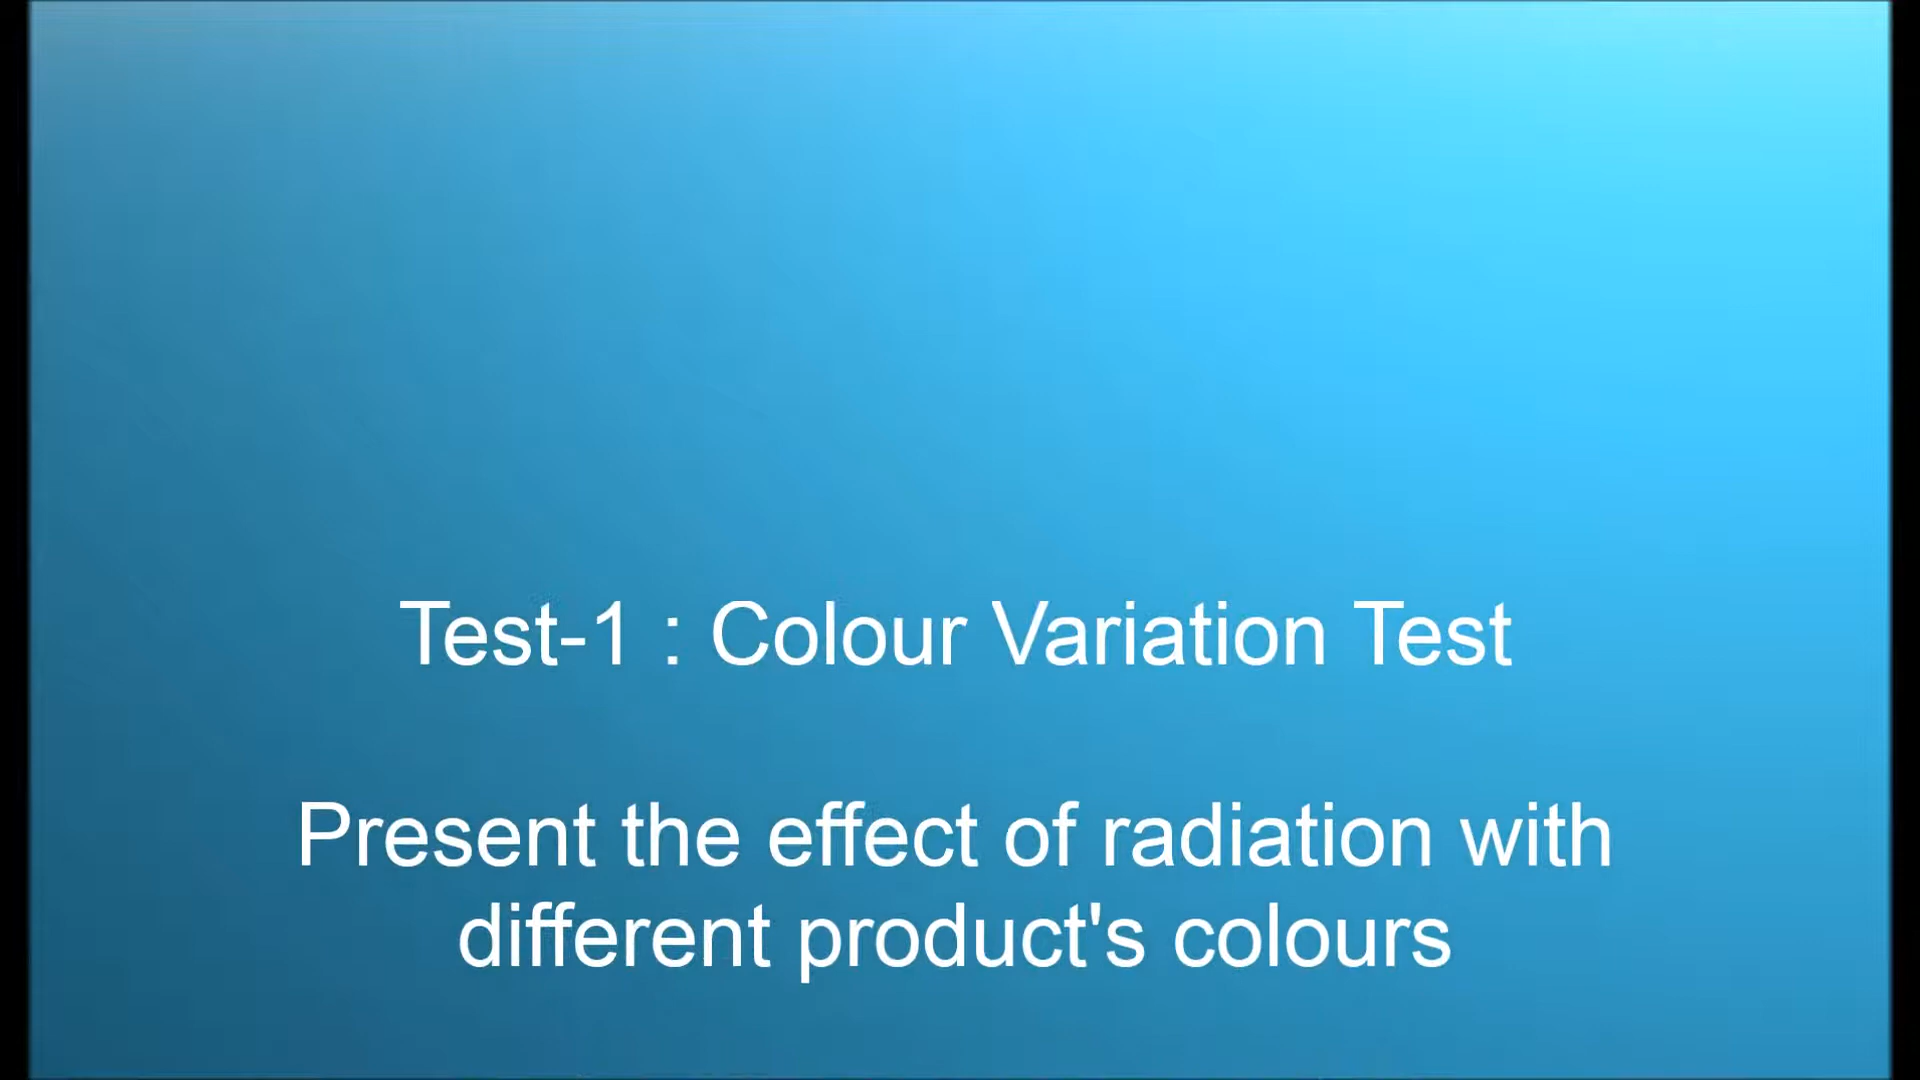 Test-1 : Colour Variation Test
Present the effect of radiation with
different product's colours